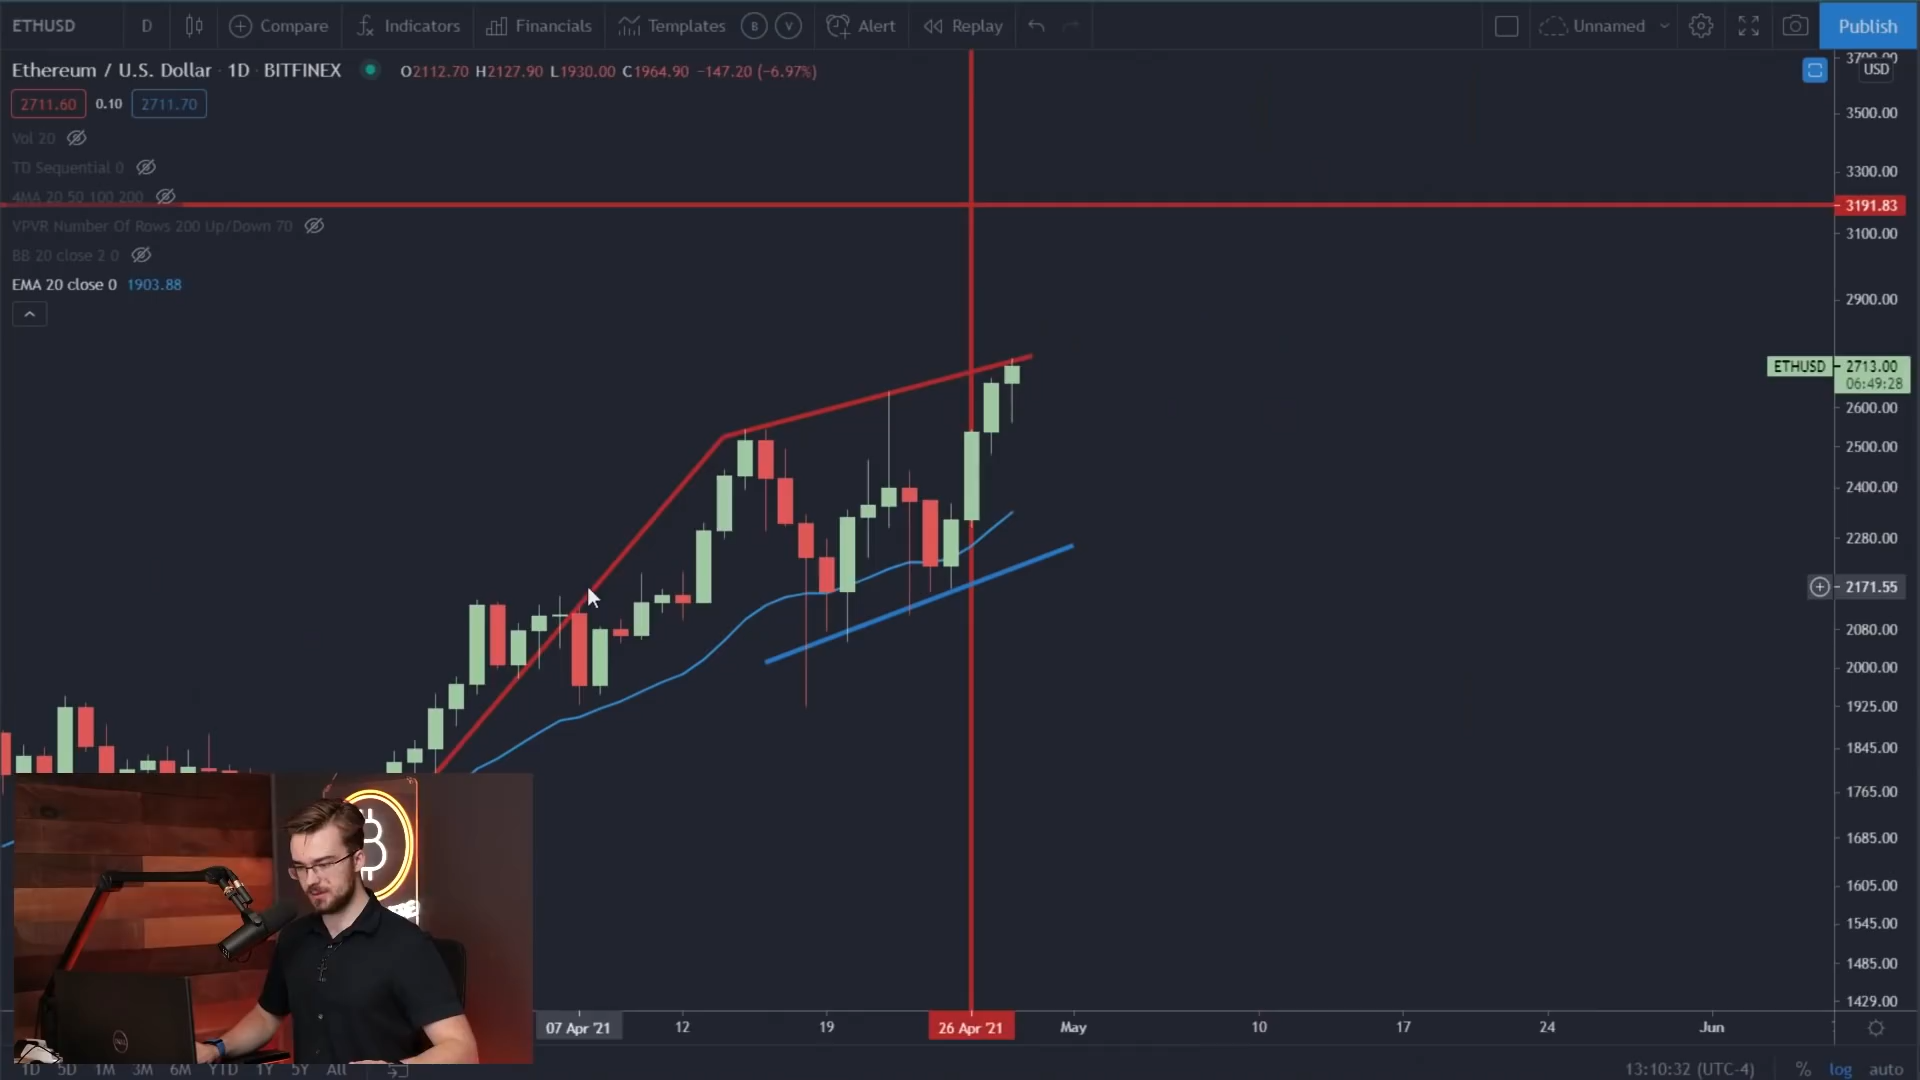 ETHUSD D Compare Indicators Financials Templates B V Alert Replay Unnamed Publish
Ethereum / U.S. Dollar · 1D · BITFINEX O2112.70 H2127.90 L1930.00 C1964.90 −147.20 (−6.97%)
2711.60 0.10 2711.70
Vol 20
TD Sequential 0
4MA 20 50 100 200
VPVR Number Of Rows 200 Up/Down 70
BB 20 close 2 0
EMA 20 close 0 1903.88
3700.00
USD
3500.00
3300.00
3191.83
3100.00
2900.00
ETHUSD 2713.00
06:49:28
2600.00
2500.00
2400.00
2280.00
2171.55
2080.00
2000.00
1925.00
1845.00
1765.00
1685.00
1605.00
1545.00
1485.00
1429.00
07 Apr '21 12 19 26 Apr '21 May 10 17 24 Jun
1D 5D 1M 3M 6M YTD 1Y 5Y All 13:10:32 (UTC-4) % log auto
DELL